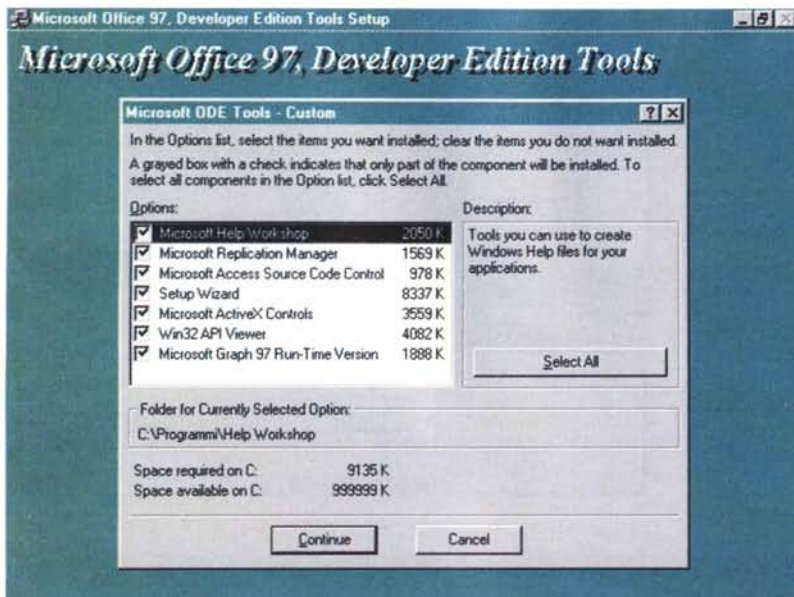 Microsoft Office 97, Developer Edition Tools Setup
Microsoft Office 97, Developer Edition Tools
Microsoft ODE Tools - Custom
In the Options list, select the items you want installed; clear the items you do not want installed.
A grayed box with a check indicates that only part of the component will be installed. To
select all components in the Option list, click Select All.
Options:
Microsoft Help Workshop 2050 K
Microsoft Replication Manager 1569 K
Microsoft Access Source Code Control 978 K
Setup Wizard 8337 K
Microsoft ActiveX Controls 3559 K
Win32 API Viewer 4082 K
Microsoft Graph 97 Run-Time Version 1888 K
Description:
Tools you can use to create
Windows Help files for your
applications.
Select All
Folder for Currently Selected Option:
C:\Programmi\Help Workshop
Space required on C: 9135 K
Space available on C: 999999 K
Continue
Cancel